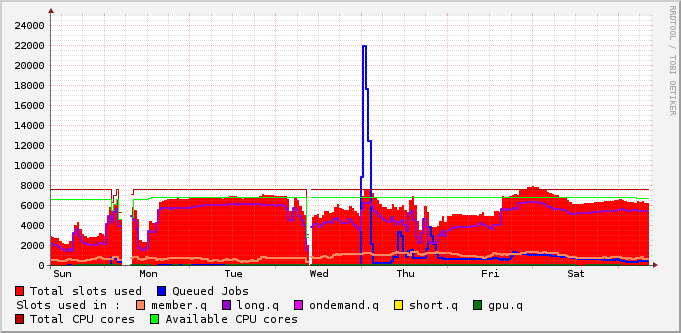 RRDTOOL / TOBI OETIKER
24000
22000
20000
18000
16000
14000
12000
10000
8000
6000
4000
2000
0
Sun Mon Tue Wed Thu Fri Sat
Total slots used Queued Jobs
Slots used in : member.q long.q ondemand.q short.q gpu.q
Total CPU cores Available CPU cores